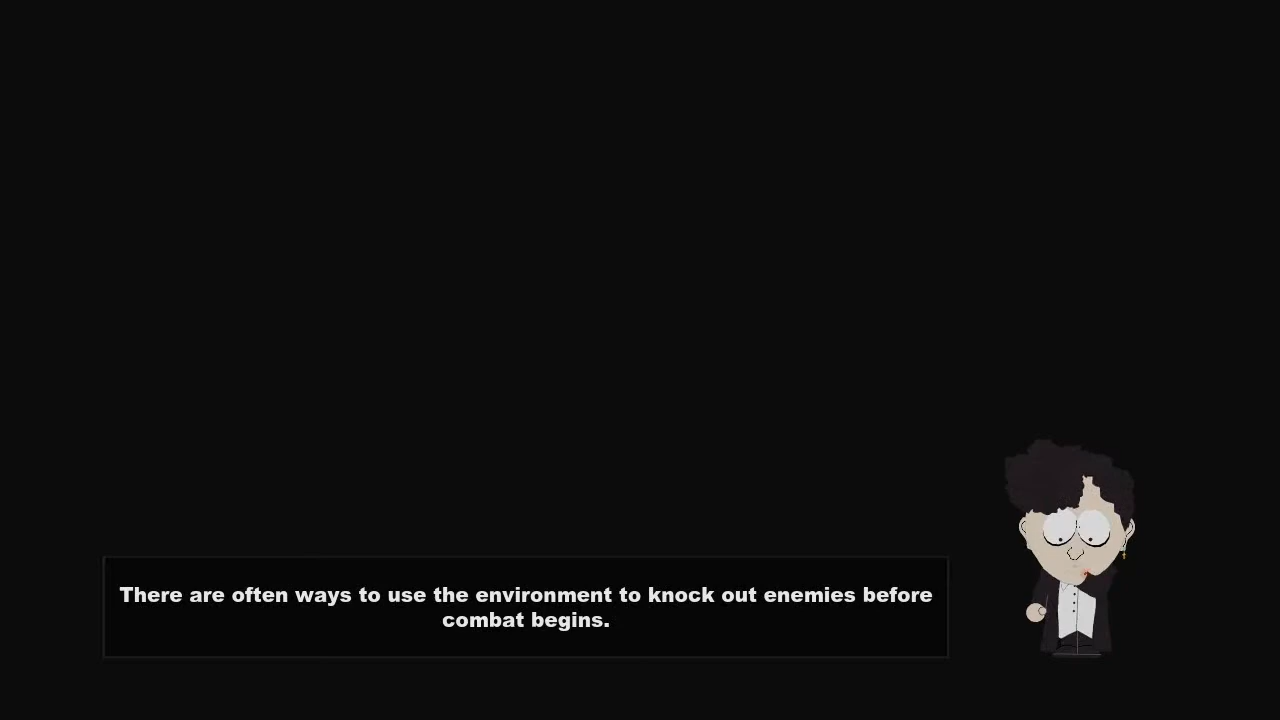 There are often ways to use the environment to knock out enemies before
combat begins.